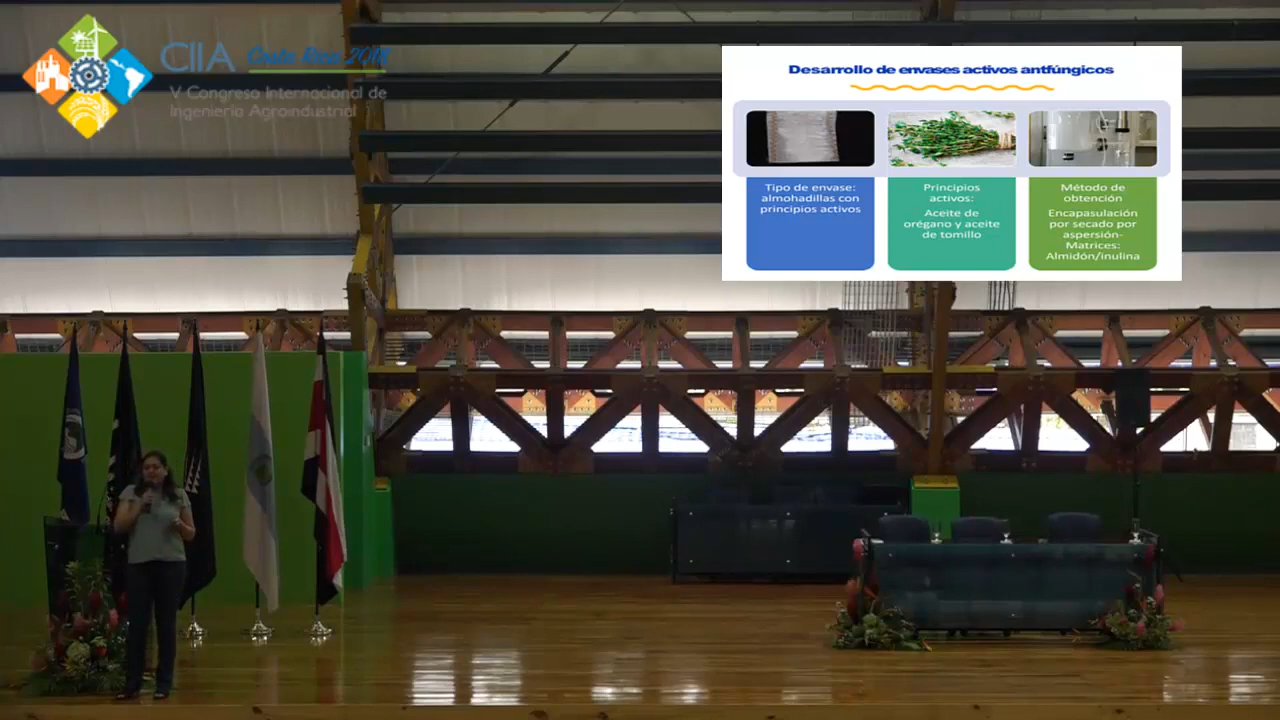 CIIA Costa Rica 2018
V Congreso Internacional de
Ingeniería Agroindustrial
Desarrollo de envases activos antfúngicos
Tipo de envase:
almohadillas con
principios activos
Principios
activos:
Aceite de
orégano y aceite
de tomillo
Método de
obtención
Encapasulación
por secado por
aspersión-
Matrices:
Almidón/inulina